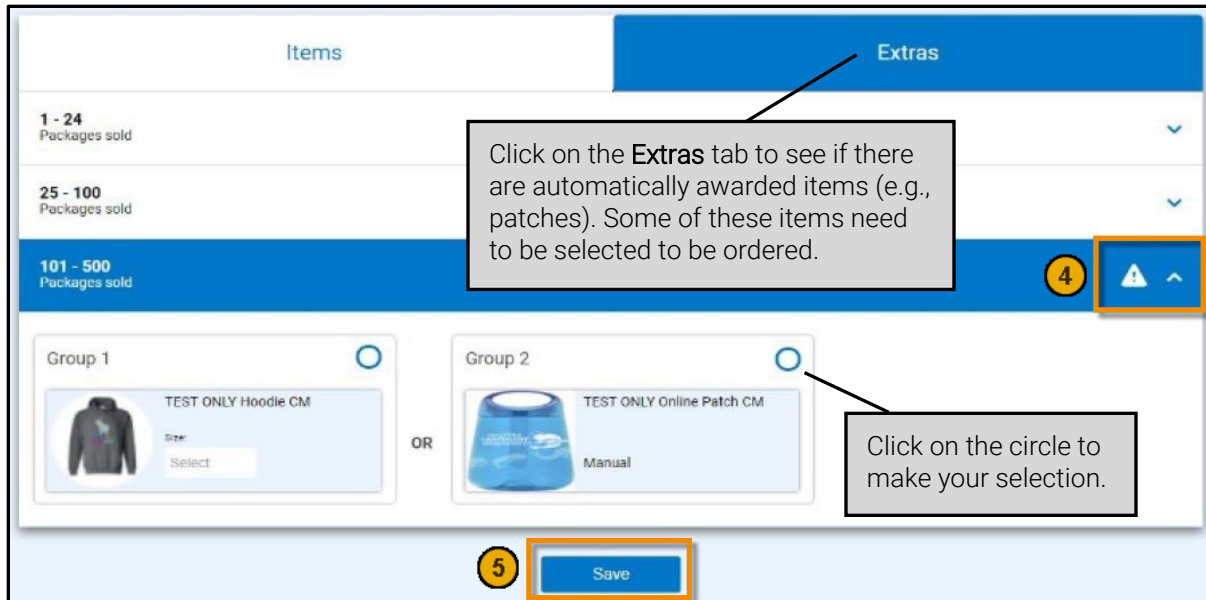 Items
Extras
1 - 24
Packages sold
Click on the Extras tab to see if there
are automatically awarded items (e.g.,
patches). Some of these items need
to be selected to be ordered.
25 - 100
Packages sold
101 - 500
Packages sold
4
Group 1
TEST ONLY Hoodie CM
Size:
Select
OR
Group 2
TEST ONLY Online Patch CM
Manual
Click on the circle to
make your selection.
5
Save